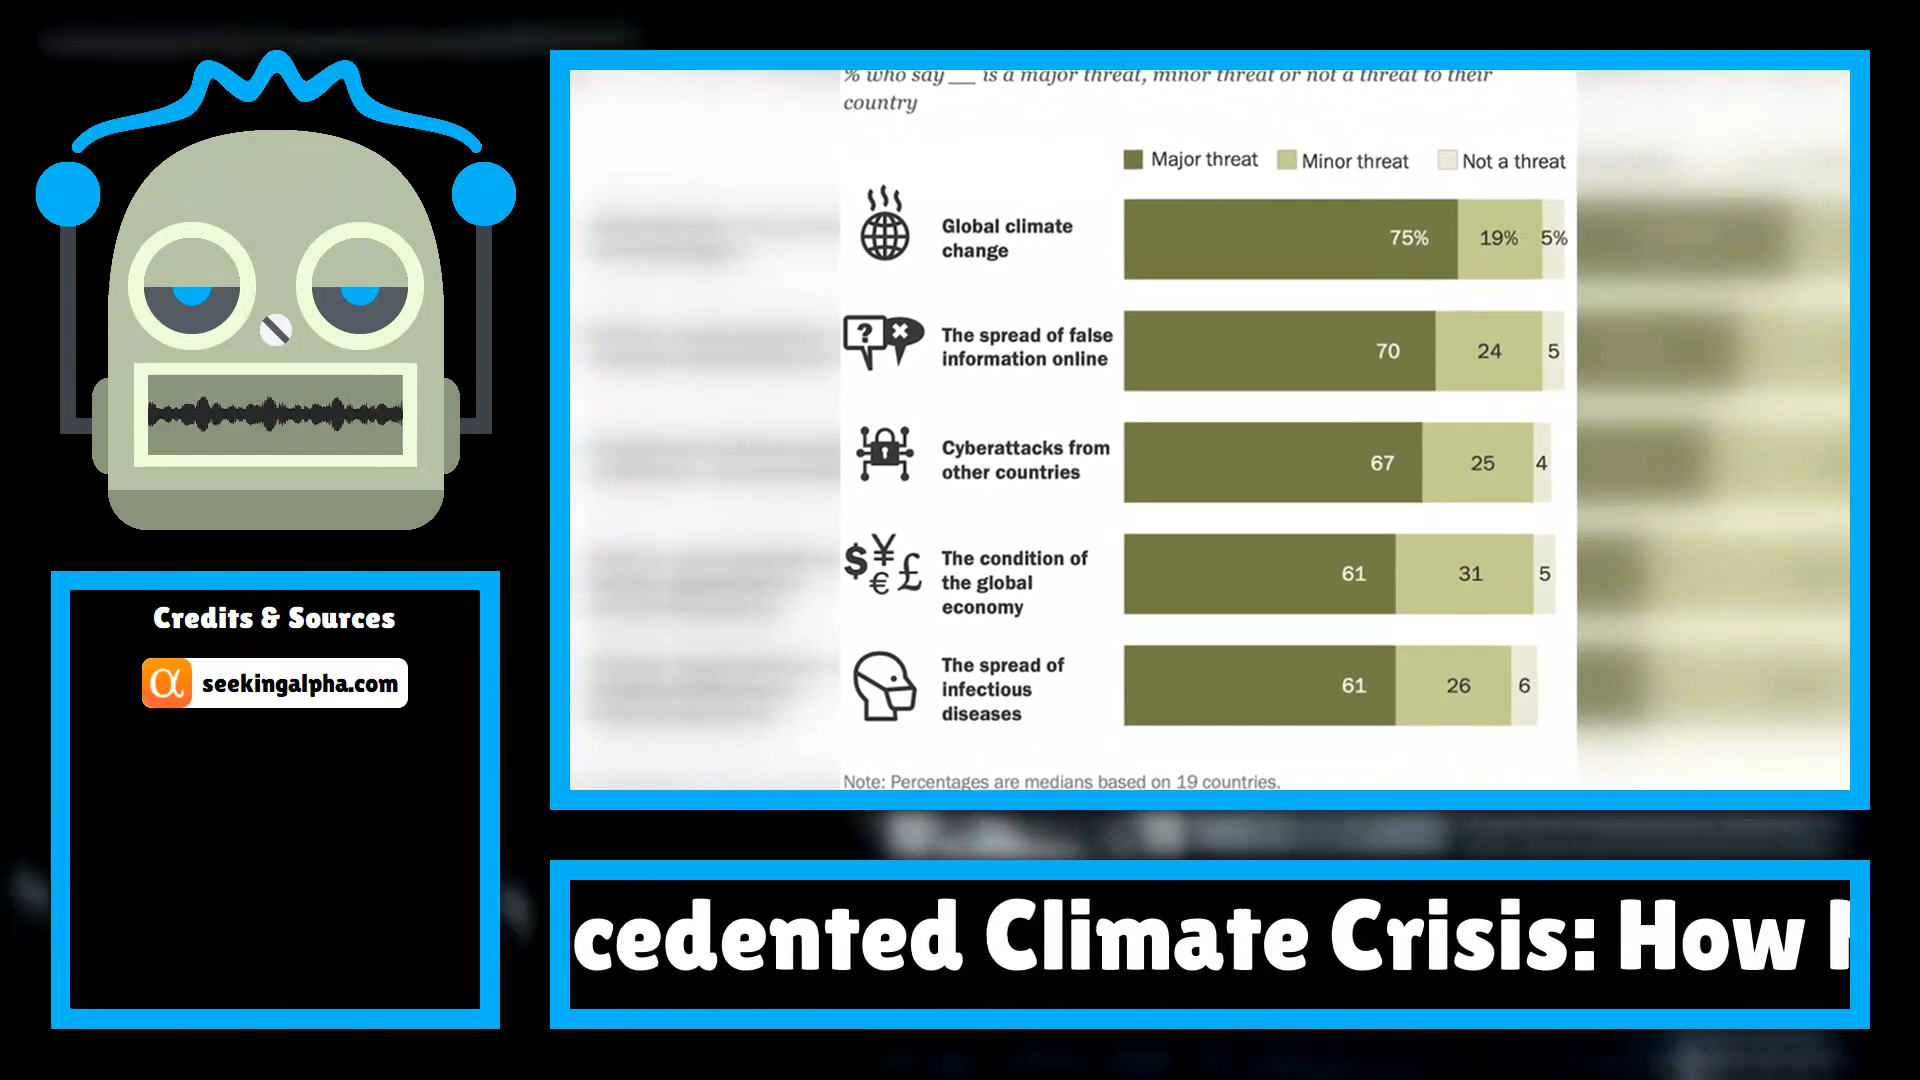 % who say __ is a major threat, minor threat or not a threat to their
country
Major threat Minor threat Not a threat
Global climate
change
75% 19% 5%
The spread of false
information online
70 24 5
Cyberattacks from
other countries
67 25 4
$ ¥ € £
The condition of
the global
economy
61 31 5
The spread of
infectious
diseases
61 26 6
Note: Percentages are medians based on 19 countries.
Credits & Sources
α seekingalpha.com
cedented Climate Crisis: How